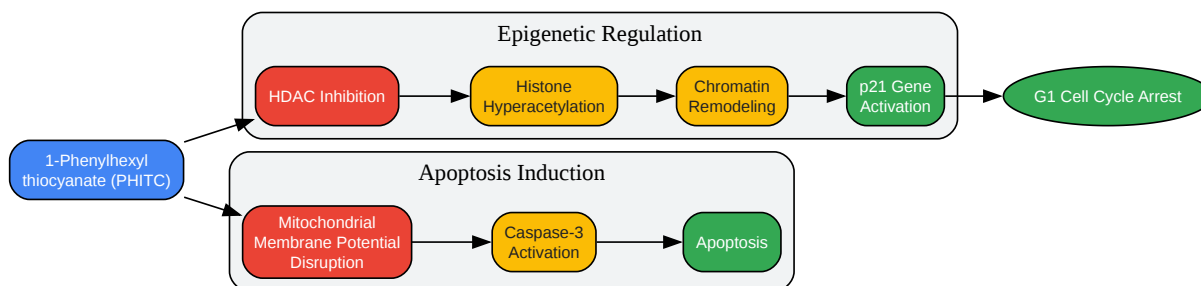 Epigenetic Regulation
HDAC Inhibition
Histone
Hyperacetylation
Chromatin
Remodeling
p21 Gene
Activation
G1 Cell Cycle Arrest
1-Phenylhexyl
thiocyanate (PHITC)
Apoptosis Induction
Mitochondrial
Membrane Potential
Disruption
Caspase-3
Activation
Apoptosis